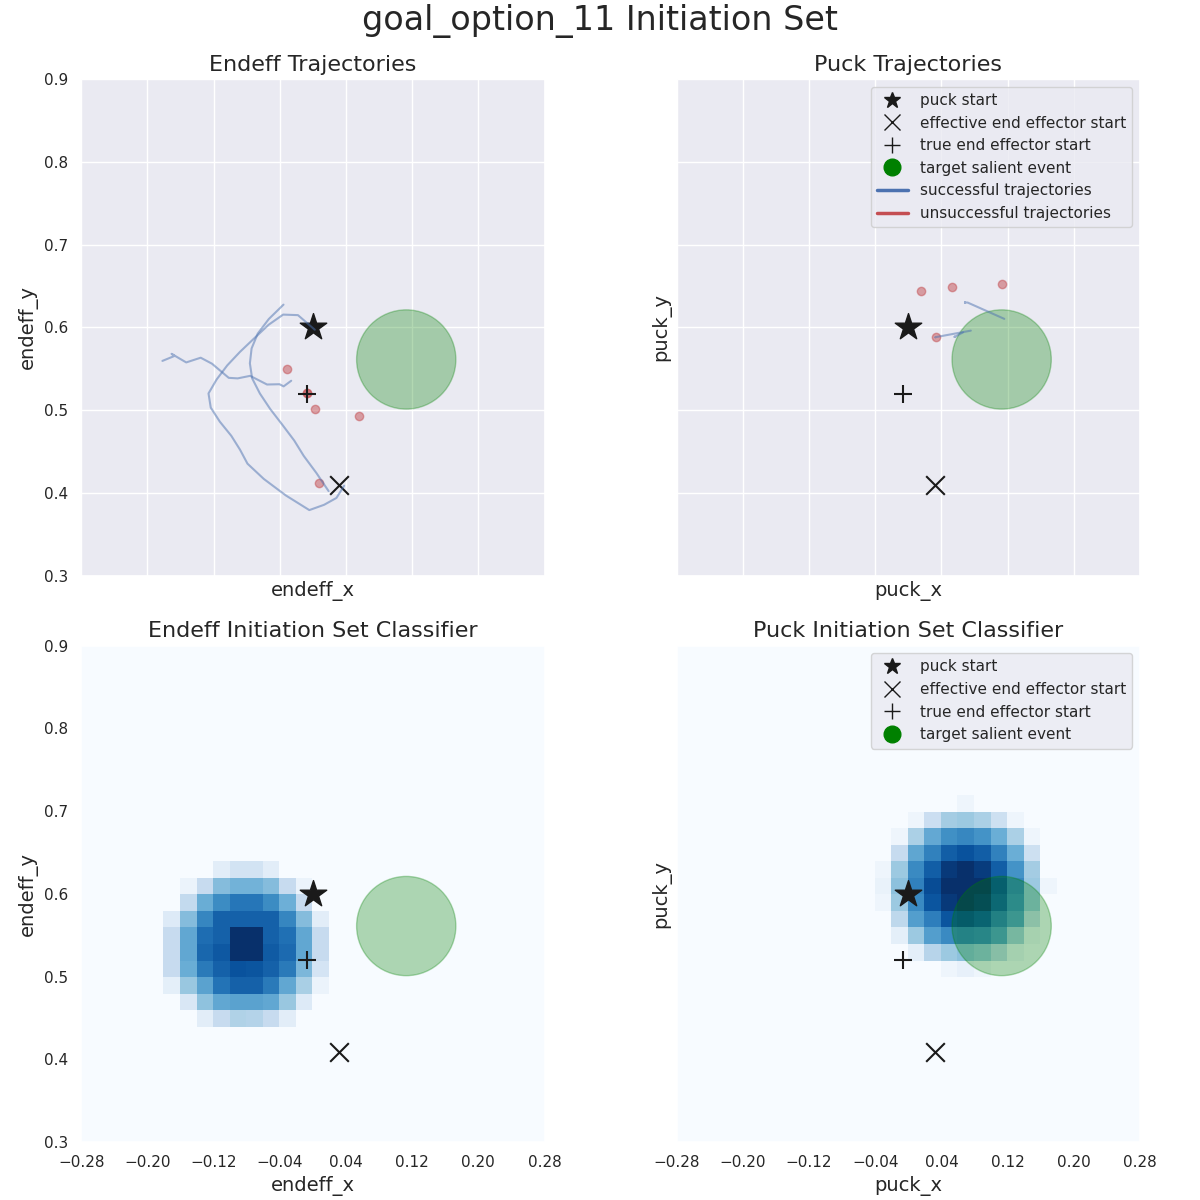 goal_option_11 Initiation Set
Endeff Trajectories
0.9
0.8
0.7
0.6
0.5
0.4
0.3
endeff_y
endeff_x
Puck Trajectories
puck start
effective end effector start
true end effector start
target salient event
successful trajectories
unsuccessful trajectories
puck_y
puck_x
Endeff Initiation Set Classifier
0.9
0.8
0.7
0.6
0.5
0.4
0.3
endeff_y
−0.28 −0.20 −0.12 −0.04 0.04 0.12 0.20 0.28
endeff_x
Puck Initiation Set Classifier
puck start
effective end effector start
true end effector start
target salient event
puck_y
−0.28 −0.20 −0.12 −0.04 0.04 0.12 0.20 0.28
puck_x